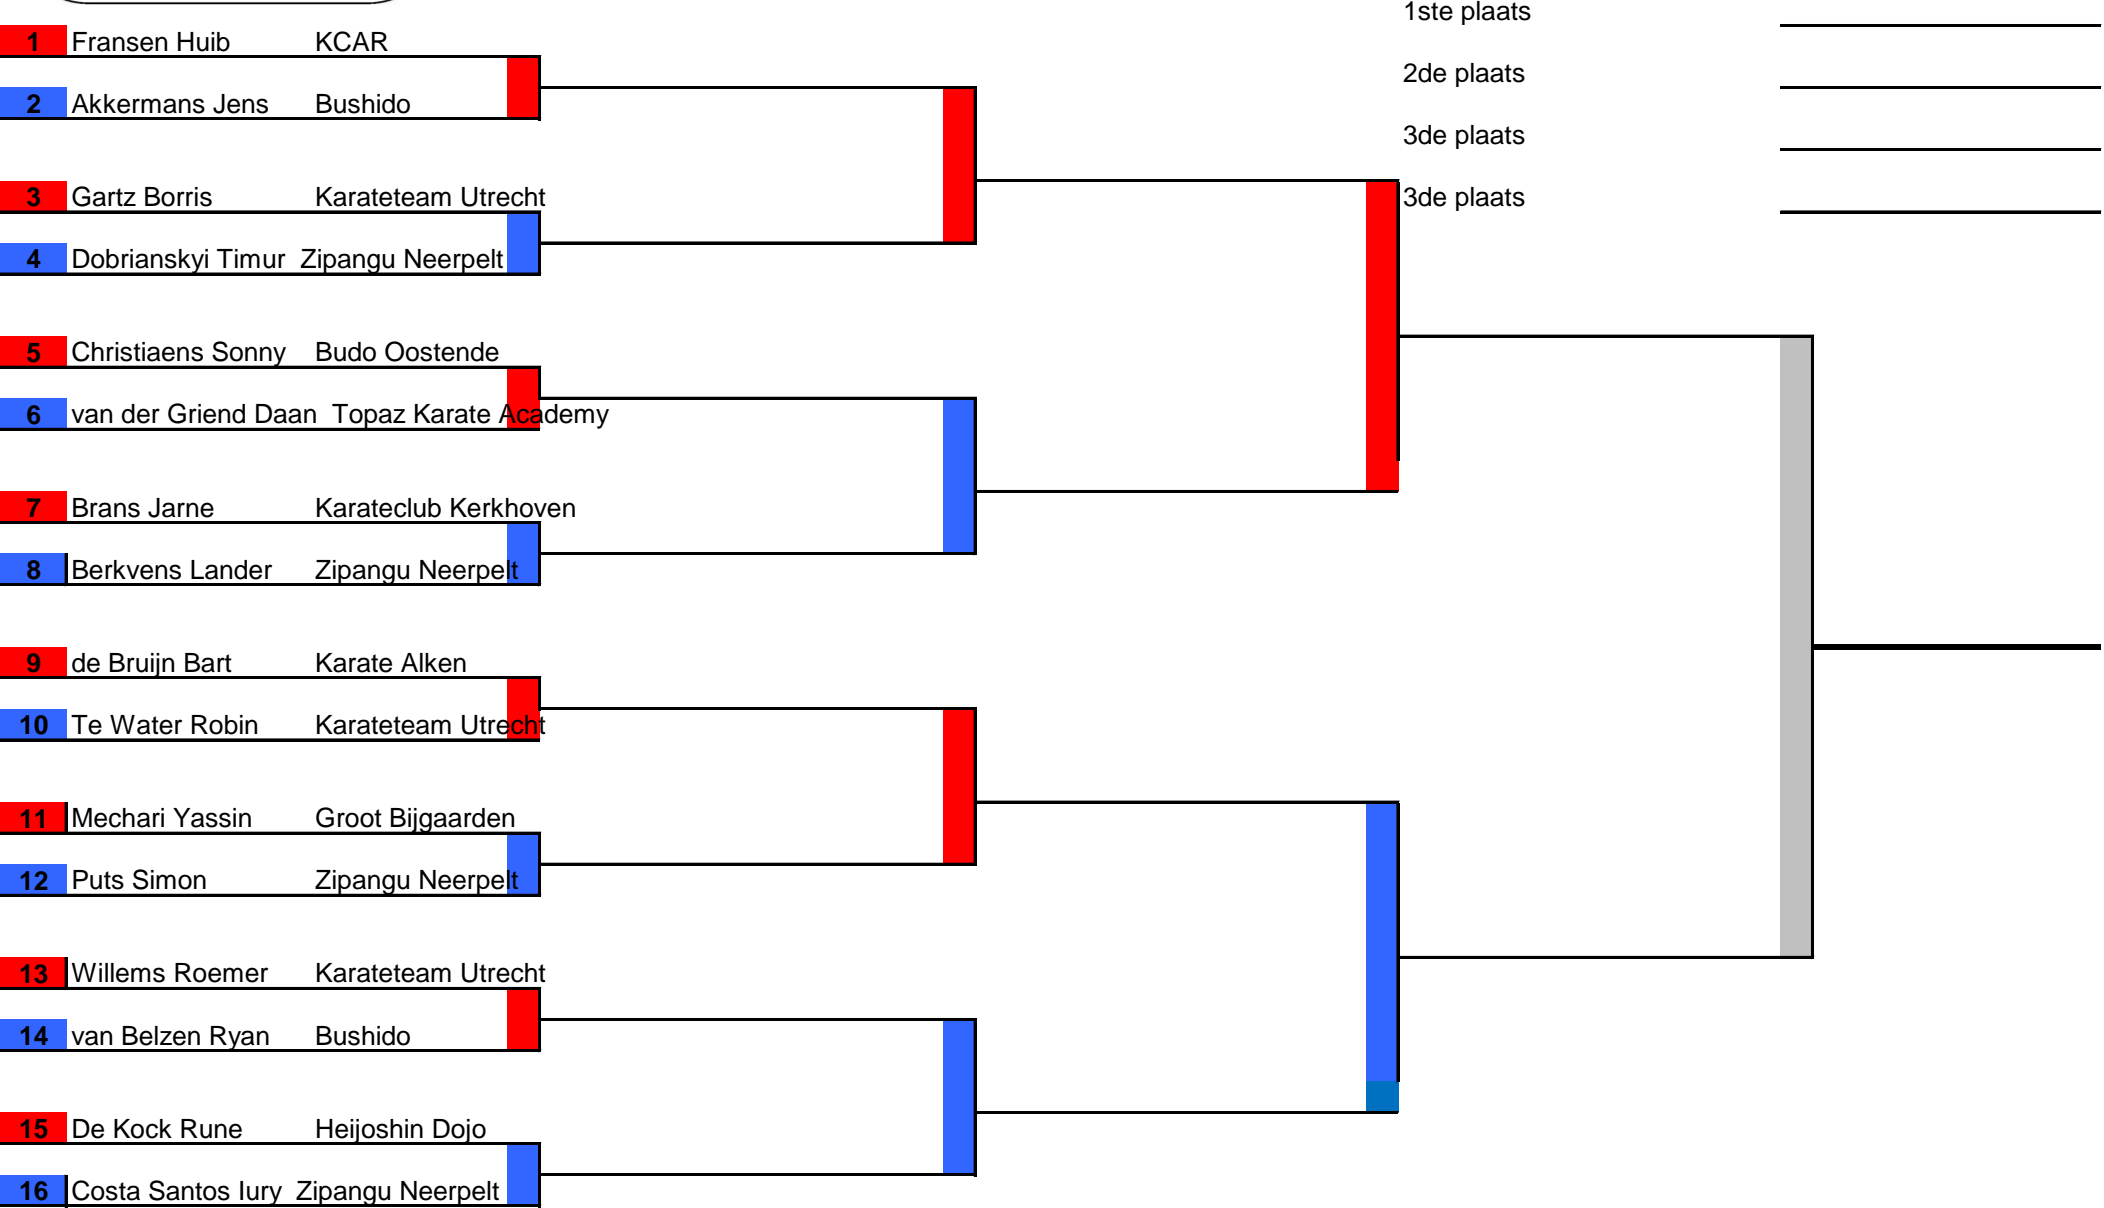 1ste plaats
1 Fransen Huib KCAR
2de plaats
2 Akkermans Jens Bushido
3de plaats
3 Gartz Borris Karateteam Utrecht
3de plaats
4 Dobrianskyi Timur Zipangu Neerpelt
5 Christiaens Sonny Budo Oostende
6 van der Griend Daan Topaz Karate Academy
7 Brans Jarne Karateclub Kerkhoven
8 Berkvens Lander Zipangu Neerpelt
9 de Bruijn Bart Karate Alken
10 Te Water Robin Karateteam Utrecht
11 Mechari Yassin Groot Bijgaarden
12 Puts Simon Zipangu Neerpelt
13 Willems Roemer Karateteam Utrecht
14 van Belzen Ryan Bushido
15 De Kock Rune Heijoshin Dojo
16 Costa Santos Iury Zipangu Neerpelt